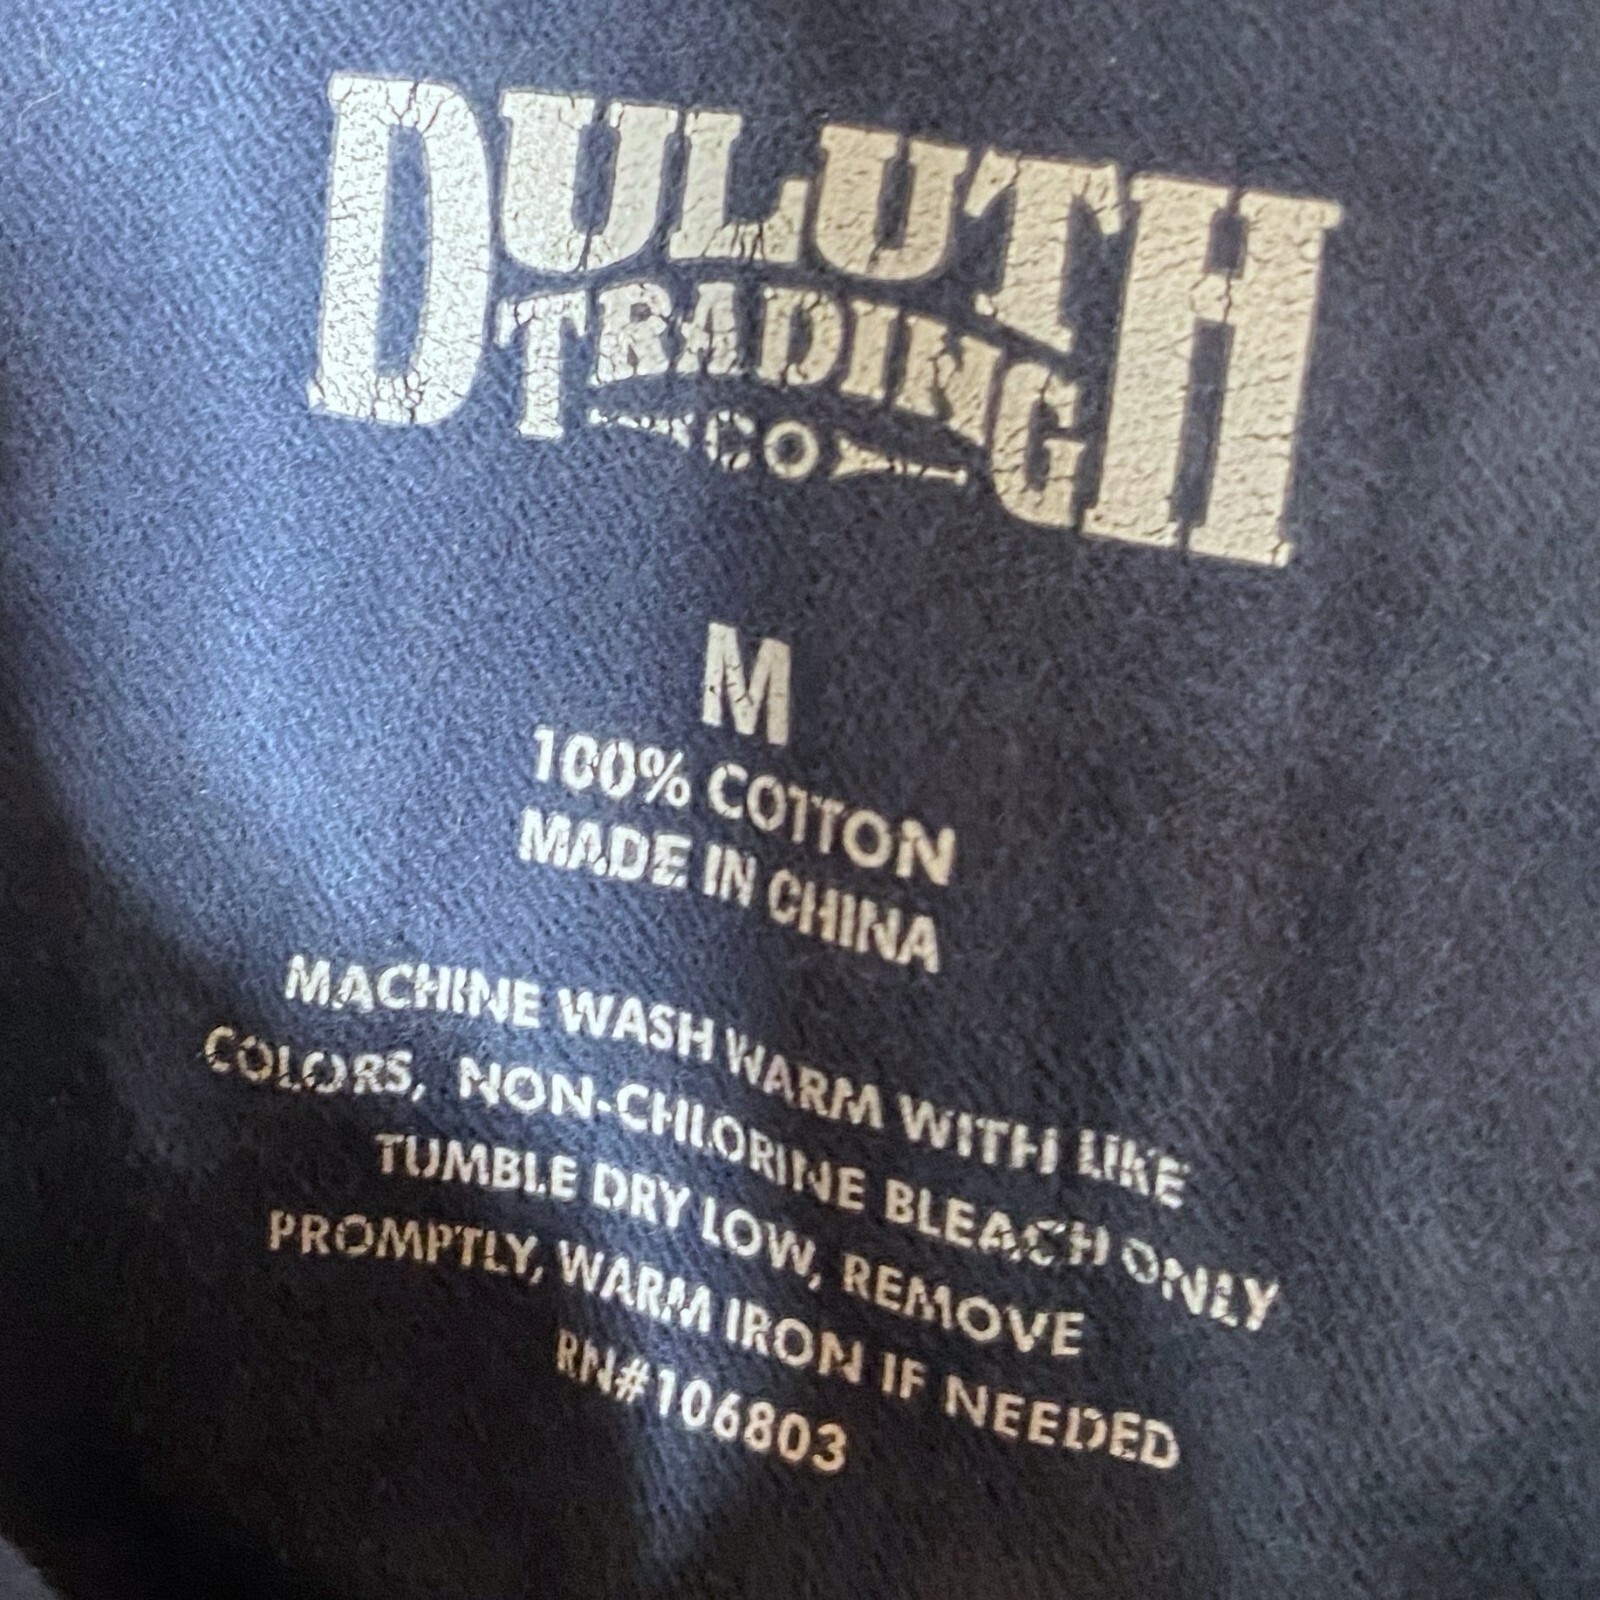 DULUTH
TRADING
CO
M
100% COTTON
MADE IN CHINA
MACHINE WASH WARM WITH LIKE
COLORS, NON-CHLORINE BLEACH ONLY
TUMBLE DRY LOW, REMOVE
PROMPTLY, WARM IRON IF NEEDED
RN#106803